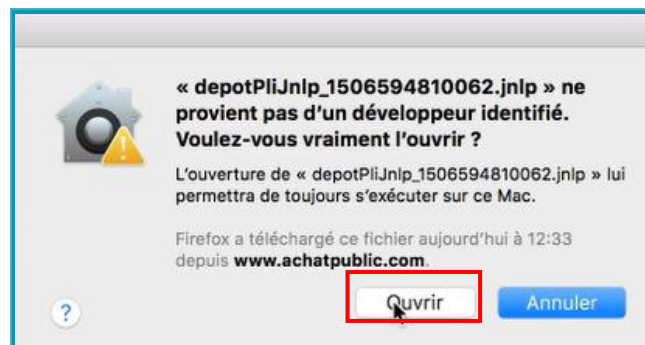 « depotPliJnlp_1506594810062.jnlp » ne
provient pas d’un développeur identifié.
Voulez-vous vraiment l’ouvrir ?
L’ouverture de « depotPliJnlp_1506594810062.jnlp » lui
permettra de toujours s’exécuter sur ce Mac.
Firefox a téléchargé ce fichier aujourd’hui à 12:33
depuis www.achatpublic.com.
? Ouvrir Annuler